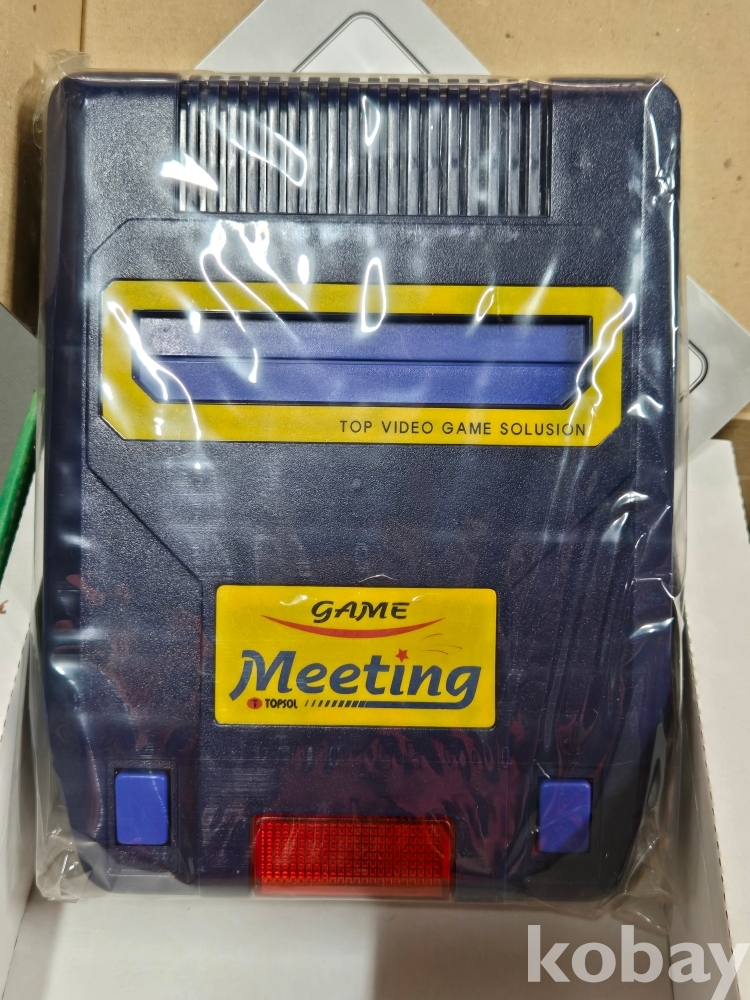 TOP VIDEO GAME SOLUSION
GAME
Meeting
T TOPSOL
kobay